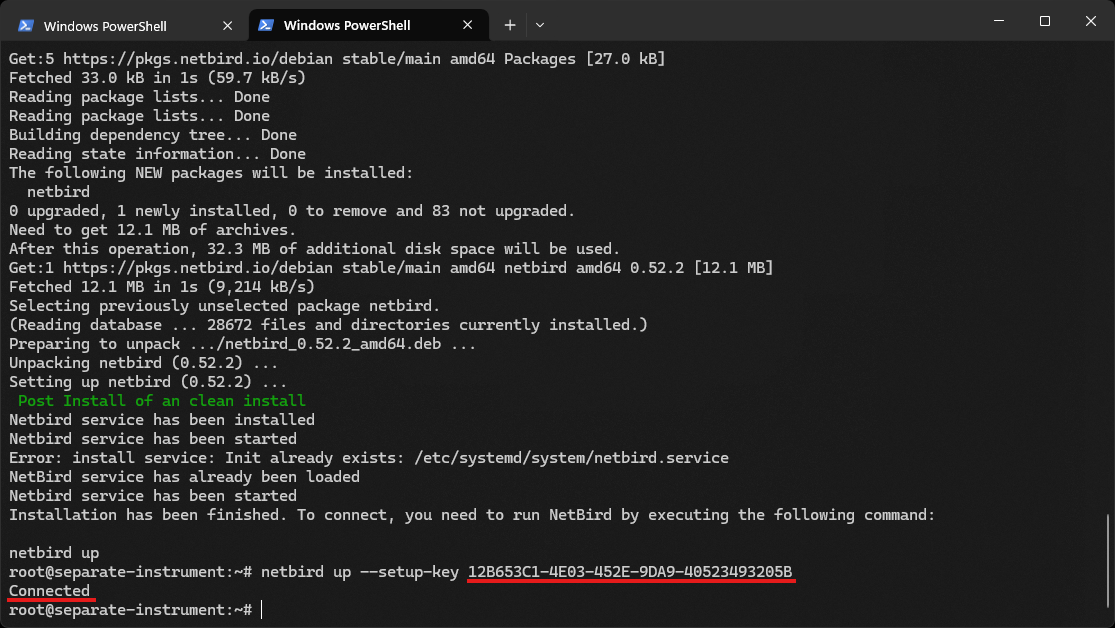 Windows PowerShell
Windows PowerShell
Get:5 https://pkgs.netbird.io/debian stable/main amd64 Packages [27.0 kB]
Fetched 33.0 kB in 1s (59.7 kB/s)
Reading package lists... Done
Reading package lists... Done
Building dependency tree... Done
Reading state information... Done
The following NEW packages will be installed:
  netbird
0 upgraded, 1 newly installed, 0 to remove and 83 not upgraded.
Need to get 12.1 MB of archives.
After this operation, 32.3 MB of additional disk space will be used.
Get:1 https://pkgs.netbird.io/debian stable/main amd64 netbird amd64 0.52.2 [12.1 MB]
Fetched 12.1 MB in 1s (9,214 kB/s)
Selecting previously unselected package netbird.
(Reading database ... 28672 files and directories currently installed.)
Preparing to unpack .../netbird_0.52.2_amd64.deb ...
Unpacking netbird (0.52.2) ...
Setting up netbird (0.52.2) ...
 Post Install of an clean install
Netbird service has been installed
Netbird service has been started
Error: install service: Init already exists: /etc/systemd/system/netbird.service
NetBird service has already been loaded
Netbird service has been started
Installation has been finished. To connect, you need to run NetBird by executing the following command:

netbird up
root@separate-instrument:~# netbird up --setup-key 12B653C1-4E03-452E-9DA9-40523493205B
Connected
root@separate-instrument:~#